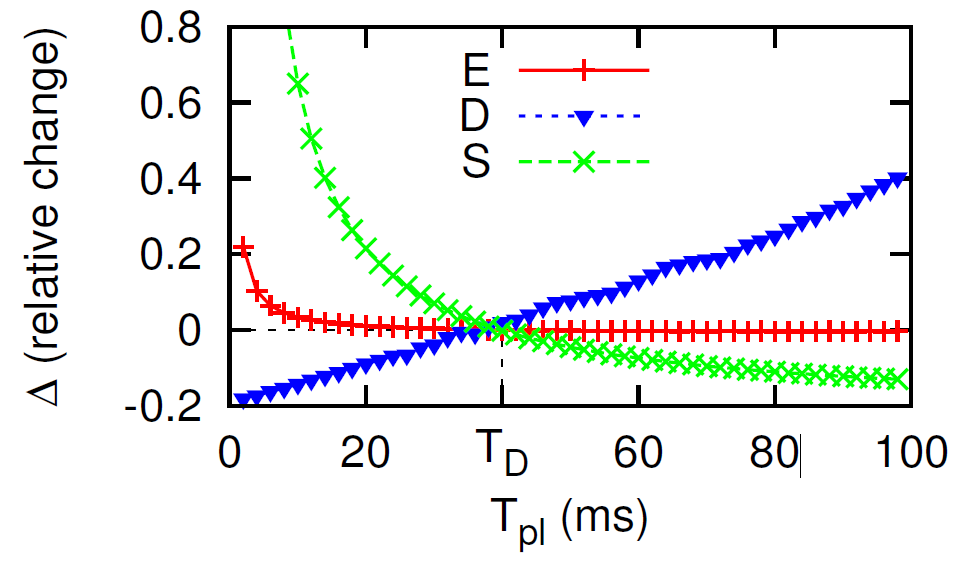 Δ (relative change)
0.8
0.6
0.4
0.2
0
-0.2
E
D
S
0 20 T_D 60 80 100
T_pl (ms)